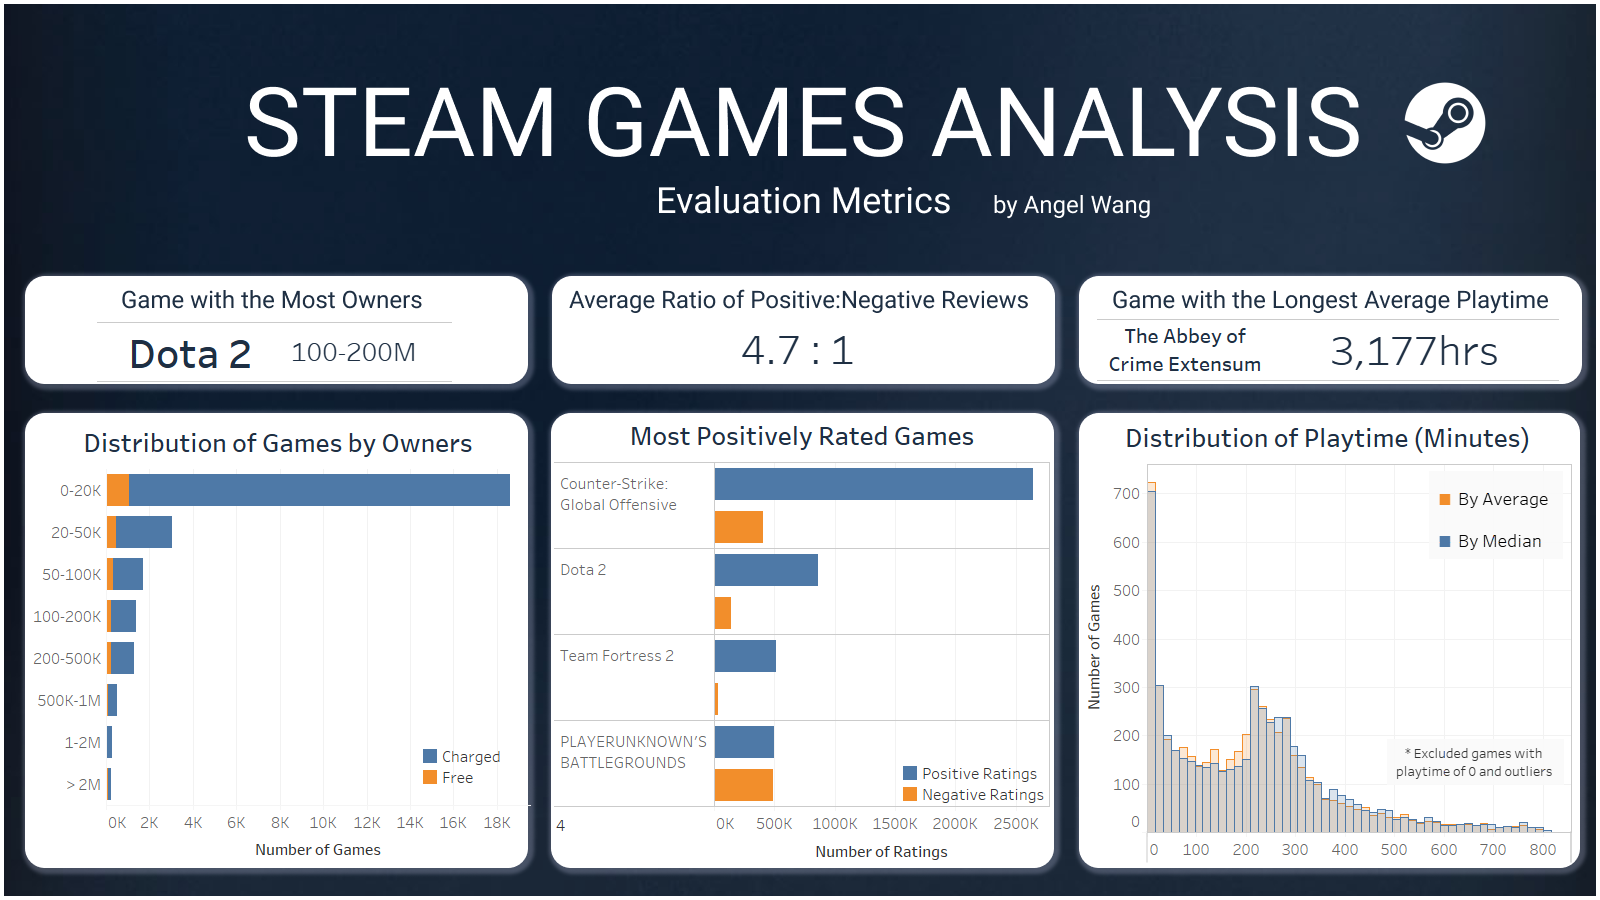 STEAM GAMES ANALYSIS
Evaluation Metrics by Angel Wang
Game with the Most Owners
Dota 2 100-200M
Average Ratio of Positive:Negative Reviews
4.7 : 1
Game with the Longest Average Playtime
The Abbey of
Crime Extensum
3,177hrs
Distribution of Games by Owners
0-20K
20-50K
50-100K
100-200K
200-500K
500K-1M
1-2M
> 2M
Charged
Free
0K 2K 4K 6K 8K 10K 12K 14K 16K 18K
Number of Games
Most Positively Rated Games
Counter-Strike:
Global Offensive
Dota 2
Team Fortress 2
PLAYERUNKNOWN'S
BATTLEGROUNDS
Positive Ratings
Negative Ratings
4
0K 500K 1000K 1500K 2000K 2500K
Number of Ratings
Distribution of Playtime (Minutes)
By Average
By Median
Number of Games
700
600
500
400
300
200
100
0
* Excluded games with
playtime of 0 and outliers
0 100 200 300 400 500 600 700 800